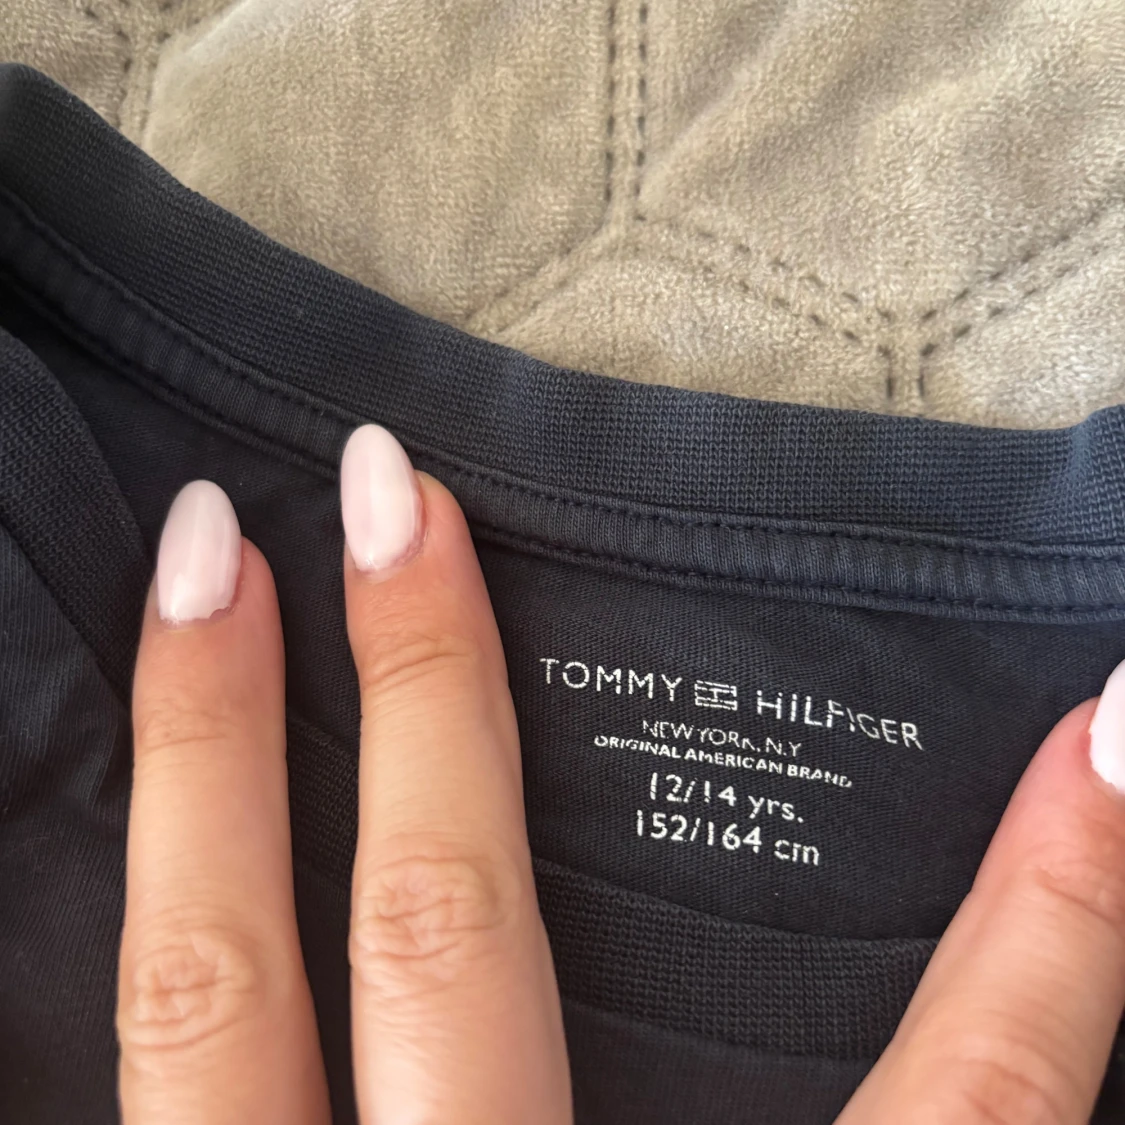 TOMMY HILFIGER
NEW YORK, N.Y
ORIGINAL AMERICAN BRAND
12/14 yrs.
152/164 cm